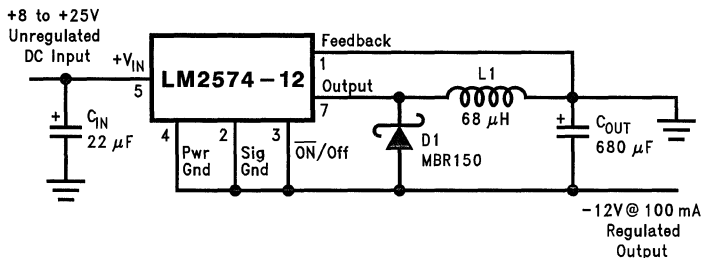 +8 to +25V
Unregulated
DC Input
+VIN
5
LM2574-12
Feedback
1
Output
7
L1
68 μH
+
CIN
22 μF
4
Pwr
Gnd
2
Sig
Gnd
3
ON/Off
D1
MBR150
+
COUT
680 μF
-12V@ 100 mA
Regulated
Output